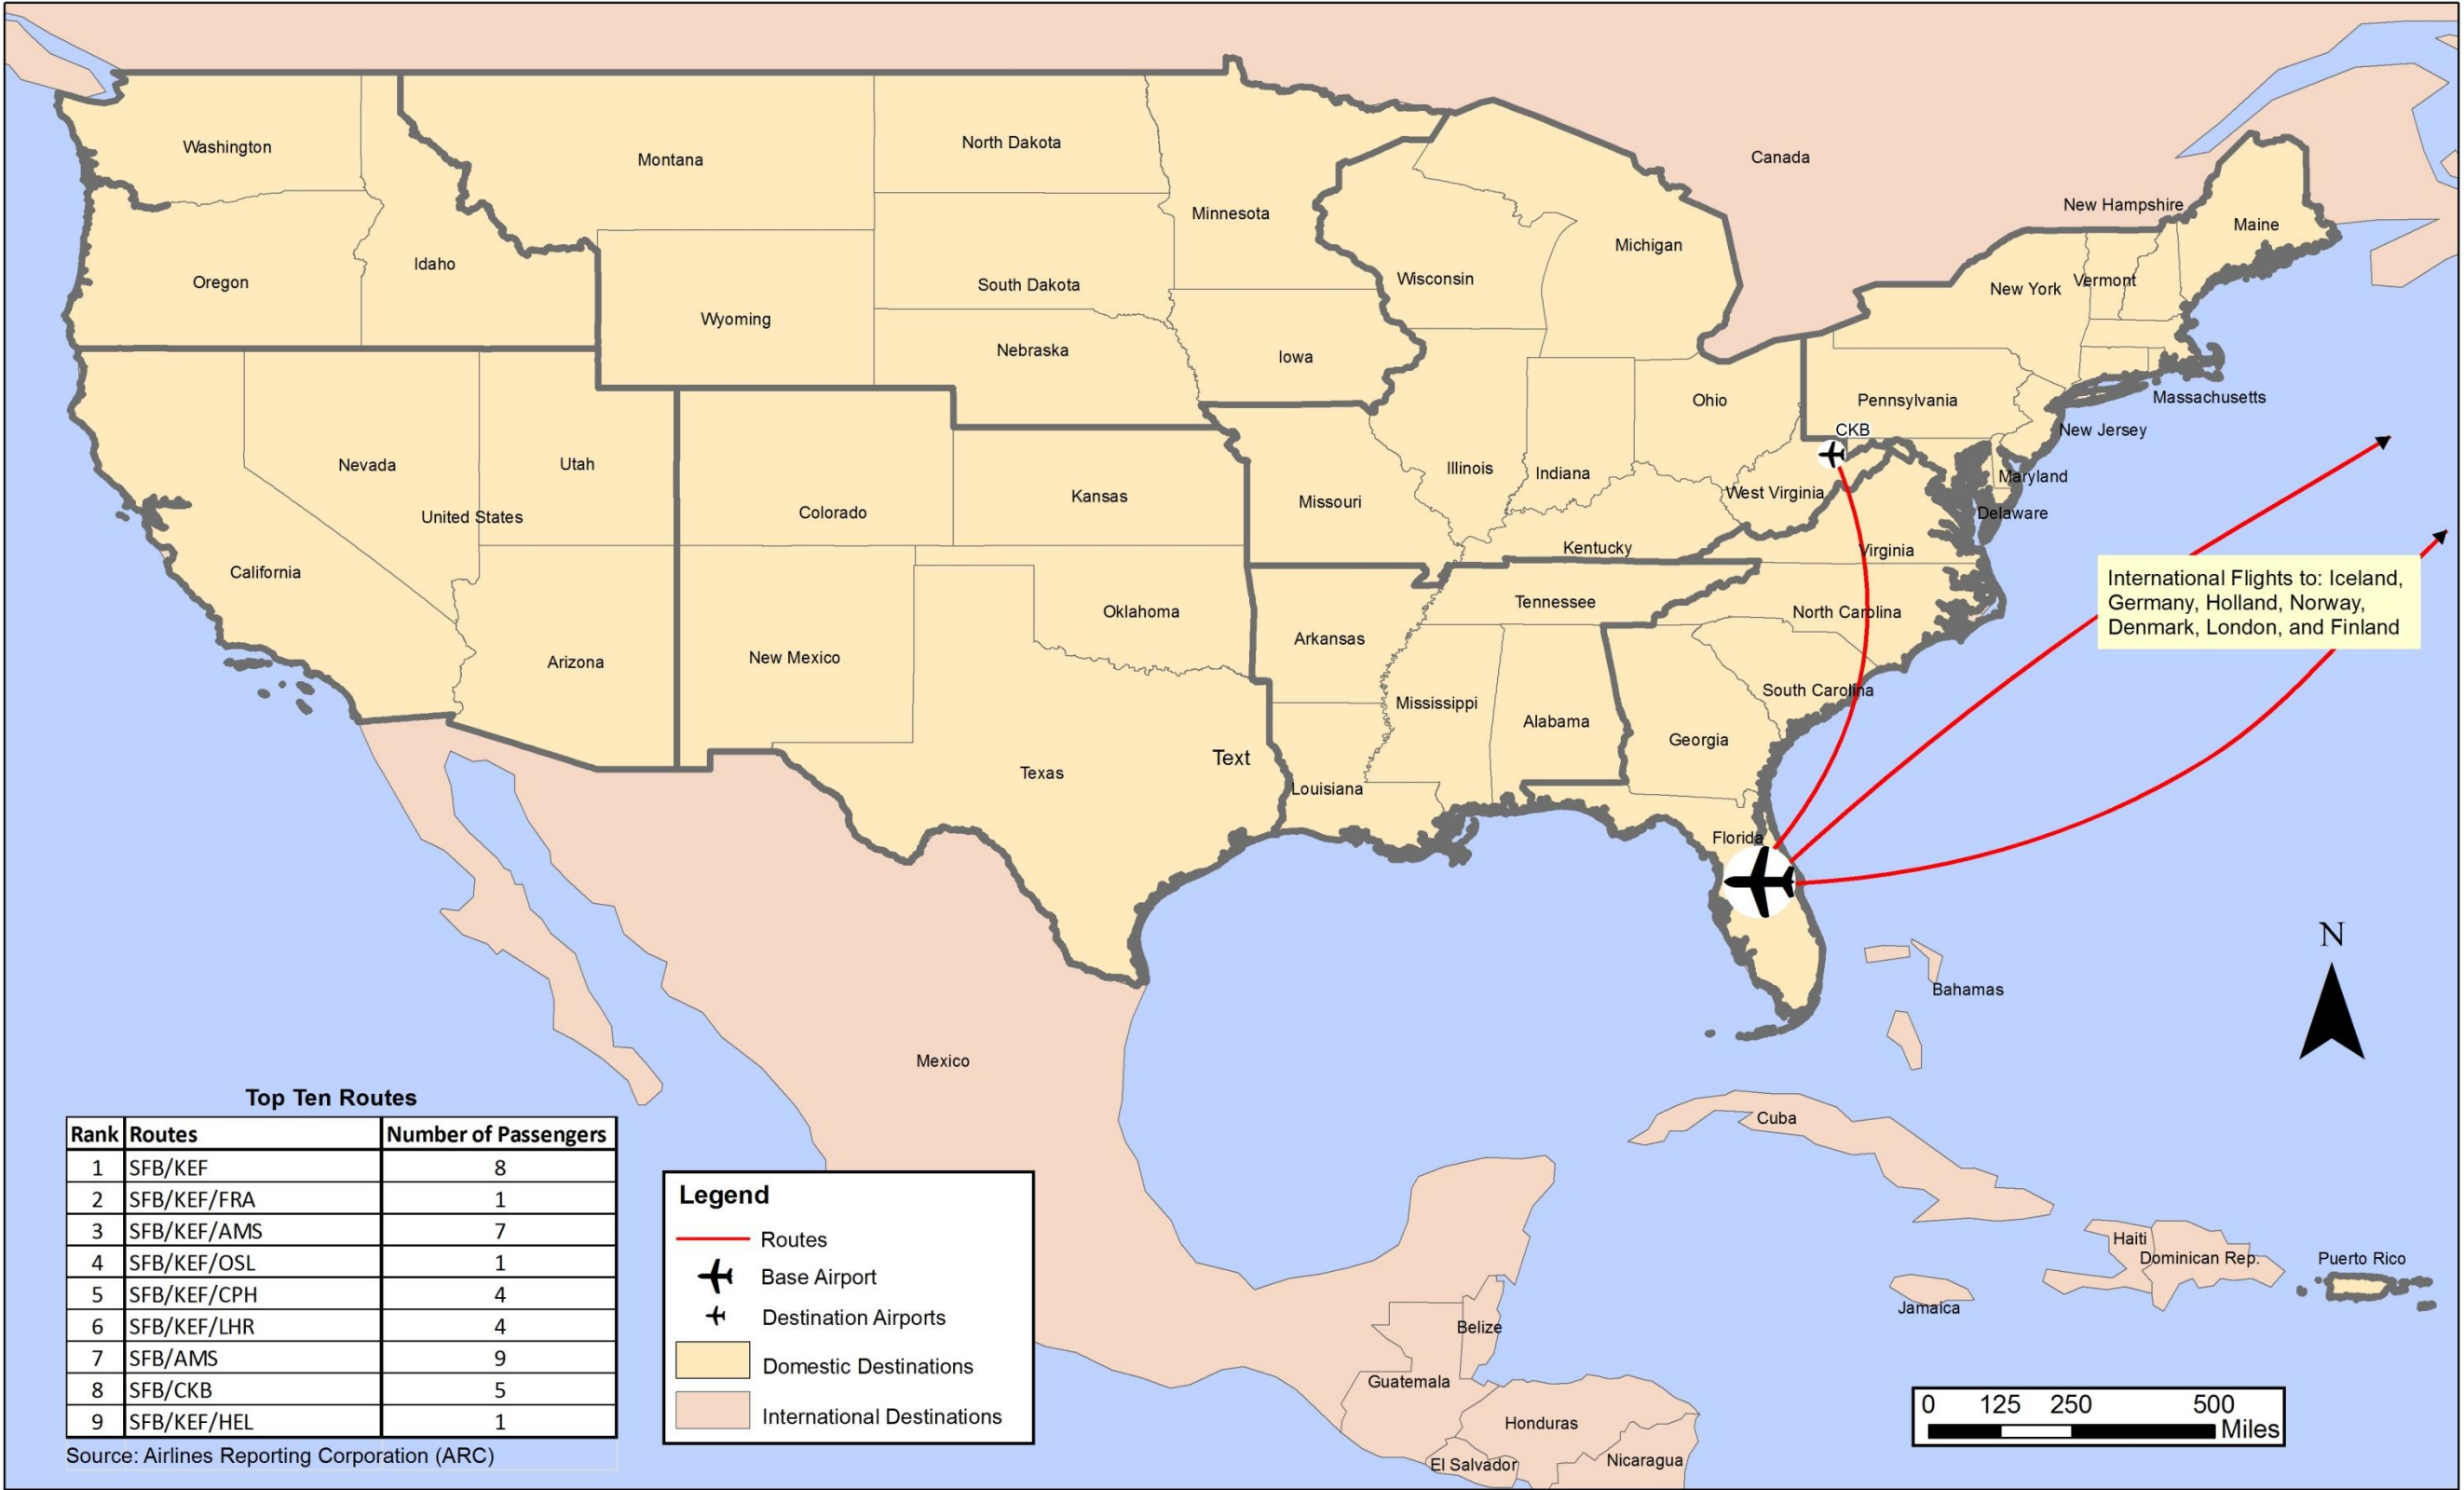 Canada
Washington
Montana
North Dakota
Minnesota
New Hampshire
Maine
Oregon
Idaho
Wyoming
South Dakota
Wisconsin
Michigan
New York
Vermont
Nebraska
Iowa
Ohio
Pennsylvania
Massachusetts
CKB
New Jersey
Nevada
Utah
Colorado
Kansas
Missouri
Illinois
Indiana
West Virginia
Maryland
Delaware
United States
California
Kentucky
Virginia
Arizona
New Mexico
Oklahoma
Arkansas
Tennessee
North Carolina
International Flights to: Iceland,
Germany, Holland, Norway,
Denmark, London, and Finland
Mississippi
Alabama
South Carolina
Georgia
Texas
Text
Louisiana
Florida
N
Bahamas
Mexico
Cuba
Haiti
Dominican Rep.
Puerto Rico
Jamaica
Belize
Guatemala
Honduras
El Salvador
Nicaragua
Top Ten Routes
Rank Routes Number of Passengers
1 SFB/KEF 8
2 SFB/KEF/FRA 1
3 SFB/KEF/AMS 7
4 SFB/KEF/OSL 1
5 SFB/KEF/CPH 4
6 SFB/KEF/LHR 4
7 SFB/AMS 9
8 SFB/CKB 5
9 SFB/KEF/HEL 1
Source: Airlines Reporting Corporation (ARC)
Legend
Routes
Base Airport
Destination Airports
Domestic Destinations
International Destinations
0 125 250 500
Miles